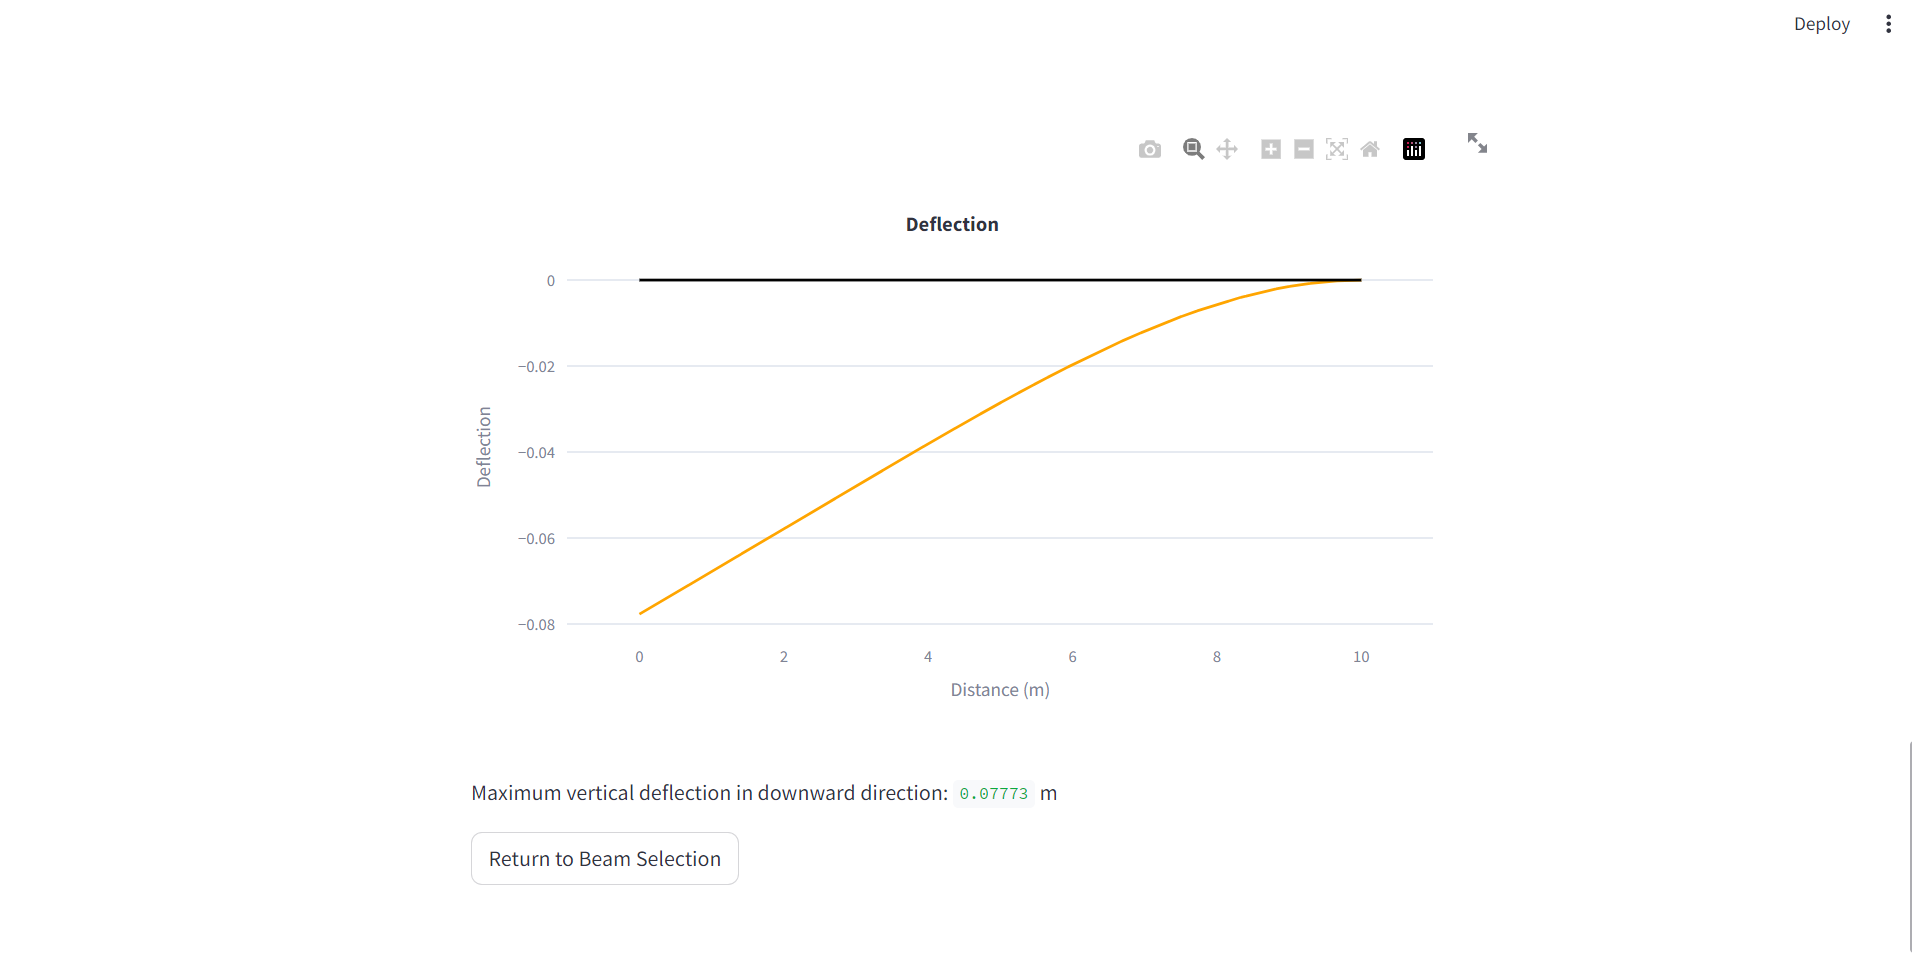 Deploy
Deflection
0
−0.02
−0.04
−0.06
−0.08
Deflection
0 2 4 6 8 10
Distance (m)
Maximum vertical deflection in downward direction: 0.07773 m
Return to Beam Selection